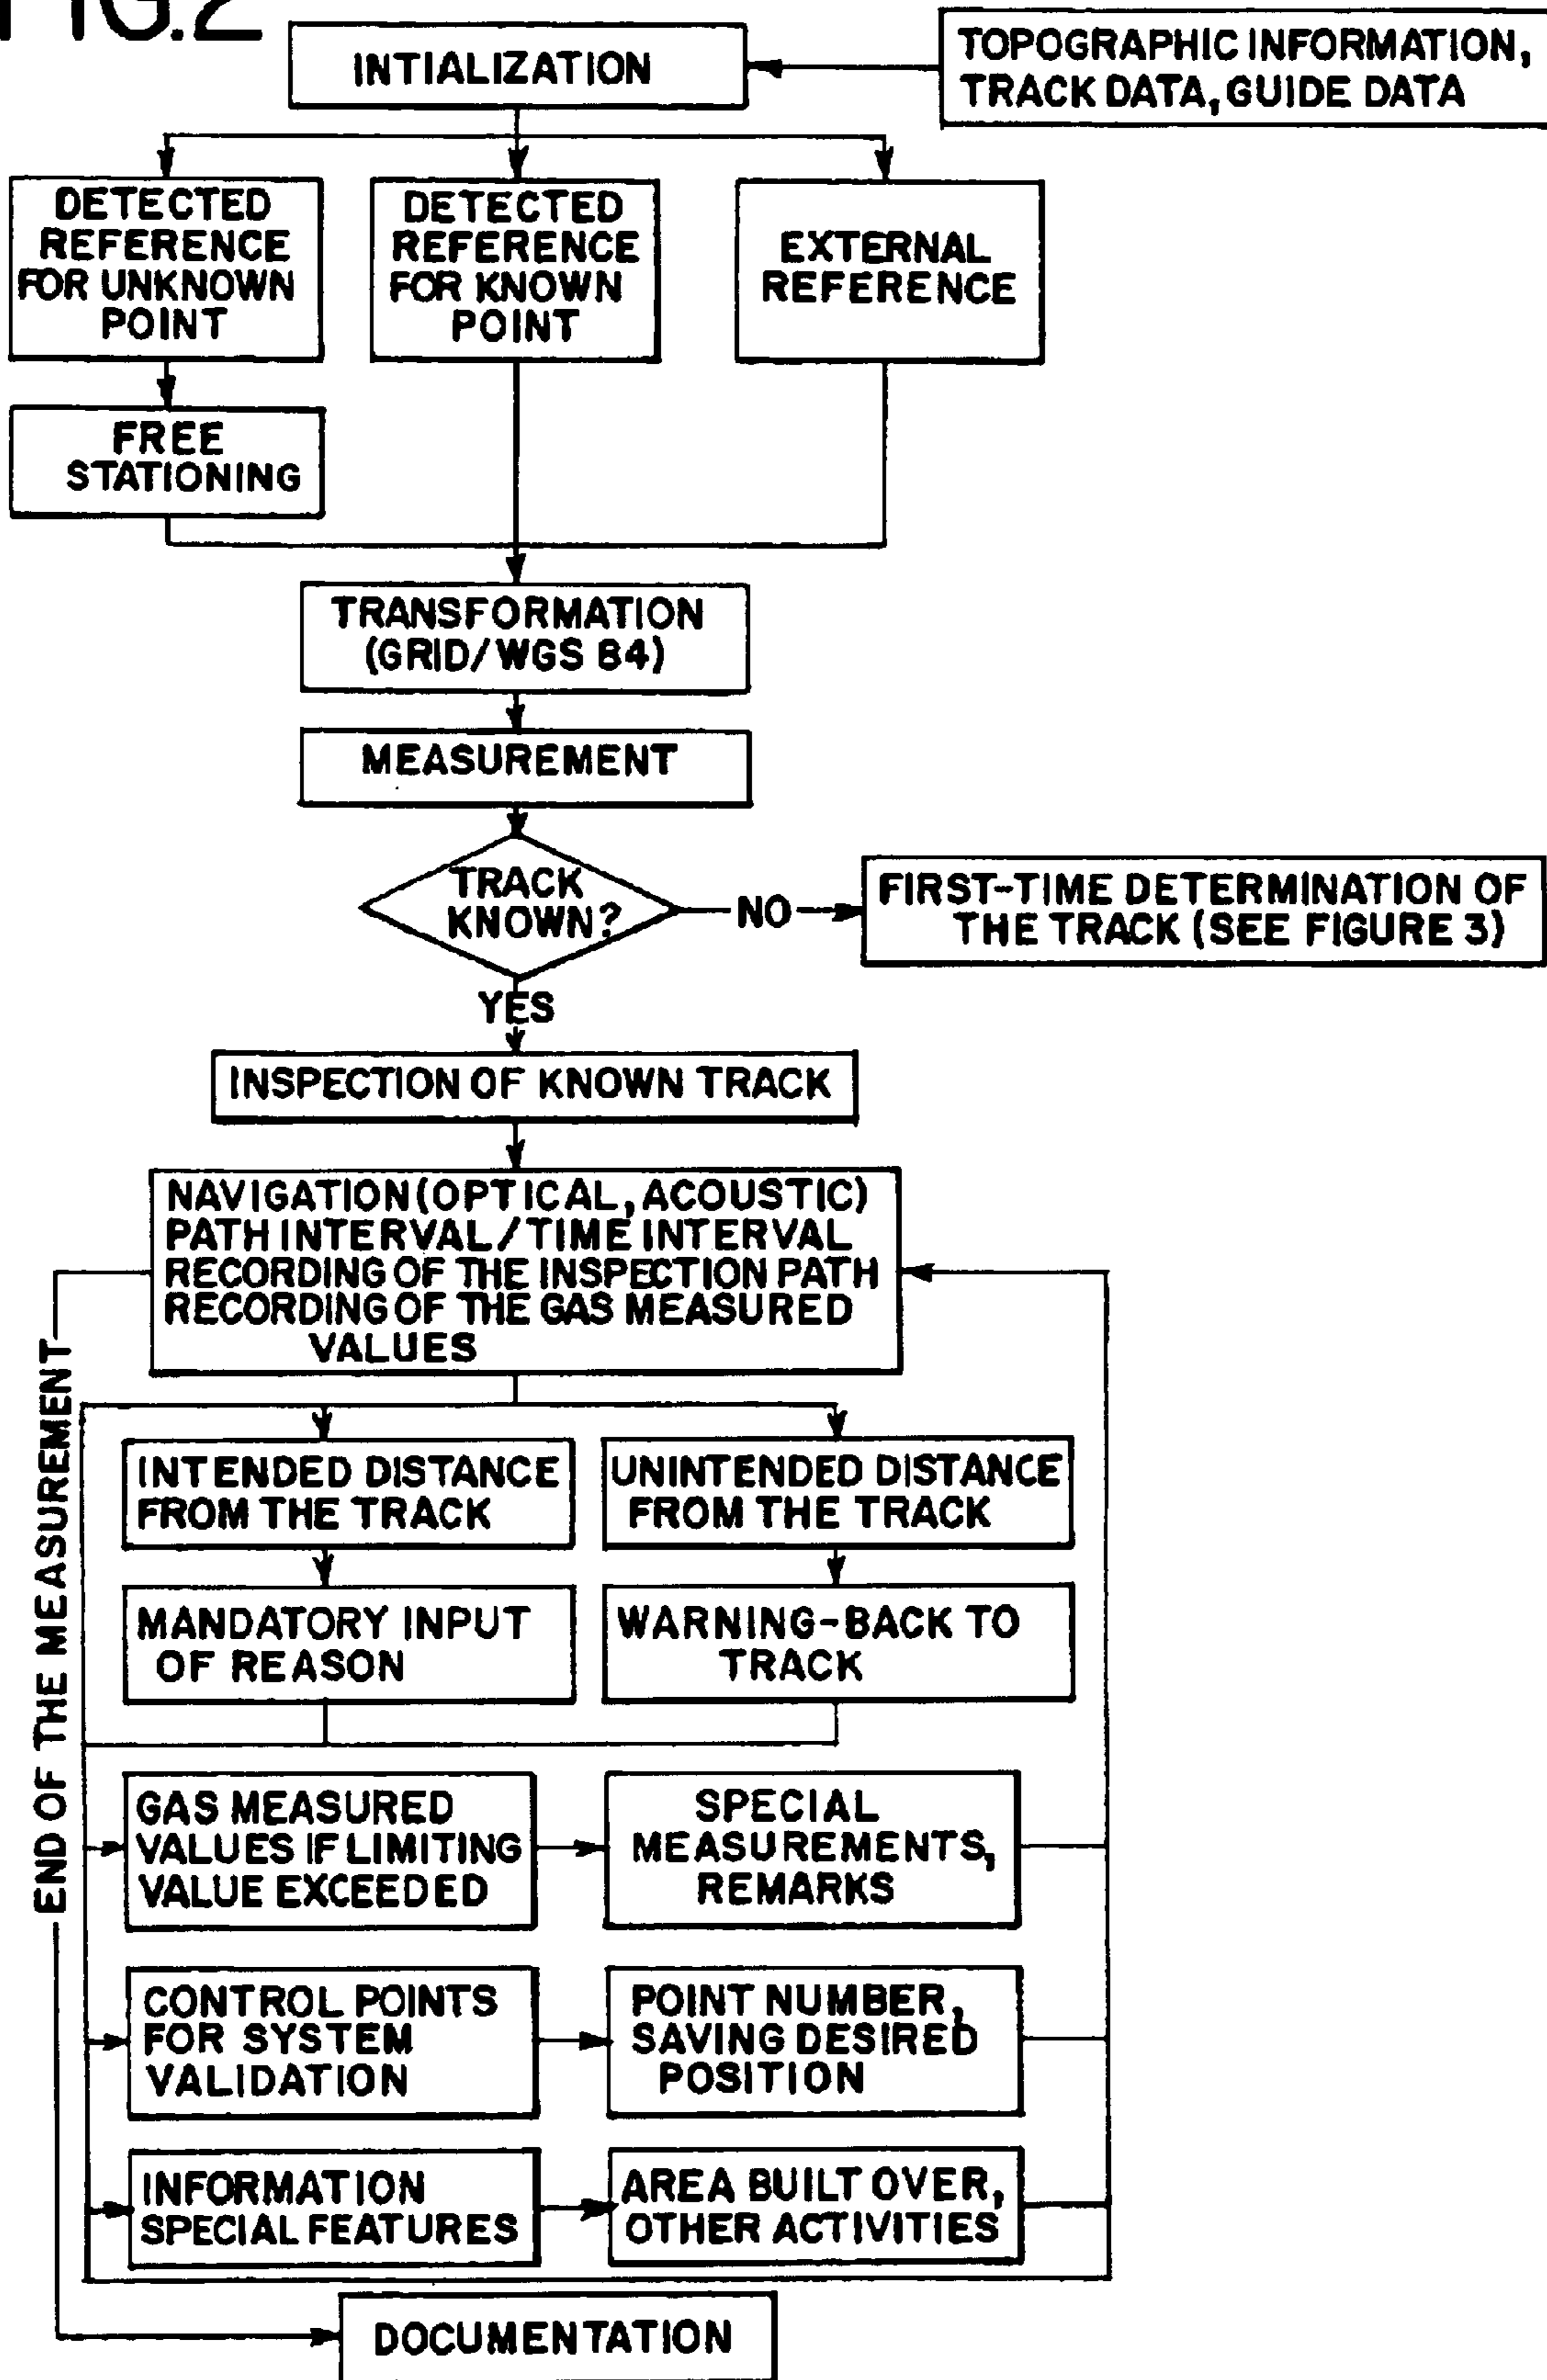 FIG.2
INTIALIZATION
TOPOGRAPHIC INFORMATION,
TRACK DATA, GUIDE DATA
DETECTED
REFERENCE
FOR UNKNOWN
POINT
DETECTED
REFERENCE
FOR KNOWN
POINT
EXTERNAL
REFERENCE
FREE
STATIONING
TRANSFORMATION
(GRID/WGS 84)
MEASUREMENT
TRACK
KNOWN?
NO
FIRST-TIME DETERMINATION OF
THE TRACK (SEE FIGURE 3)
YES
INSPECTION OF KNOWN TRACK
NAVIGATION (OPTICAL, ACOUSTIC)
PATH INTERVAL/TIME INTERVAL
RECORDING OF THE INSPECTION PATH
RECORDING OF THE GAS MEASURED
VALUES
END OF THE MEASUREMENT
INTENDED DISTANCE
FROM THE TRACK
UNINTENDED DISTANCE
FROM THE TRACK
MANDATORY INPUT
OF REASON
WARNING-BACK TO
TRACK
GAS MEASURED
VALUES IF LIMITING
VALUE EXCEEDED
SPECIAL
MEASUREMENTS,
REMARKS
CONTROL POINTS
FOR SYSTEM
VALIDATION
POINT NUMBER,
SAVING DESIRED
POSITION
INFORMATION
SPECIAL FEATURES
AREA BUILT OVER,
OTHER ACTIVITIES
DOCUMENTATION